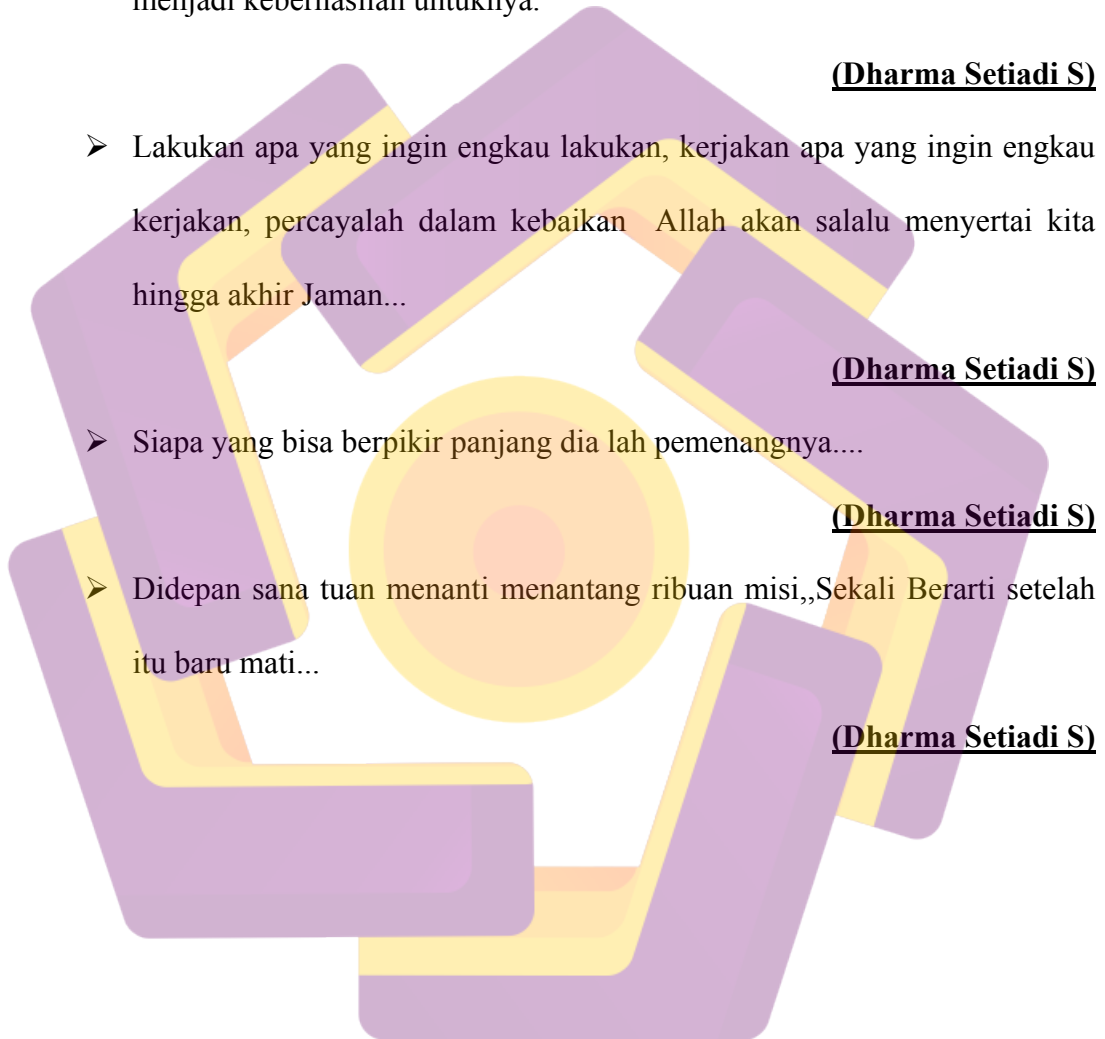 menjadi keberhasilan untuknya.
(Dharma Setiadi S)
➢ Lakukan apa yang ingin engkau lakukan, kerjakan apa yang ingin engkau
kerjakan, percayalah dalam kebaikan Allah akan salalu menyertai kita
hingga akhir Jaman...
(Dharma Setiadi S)
➢ Siapa yang bisa berpikir panjang dia lah pemenangnya....
(Dharma Setiadi S)
➢ Didepan sana tuan menanti menantang ribuan misi,,Sekali Berarti setelah
itu baru mati...
(Dharma Setiadi S)